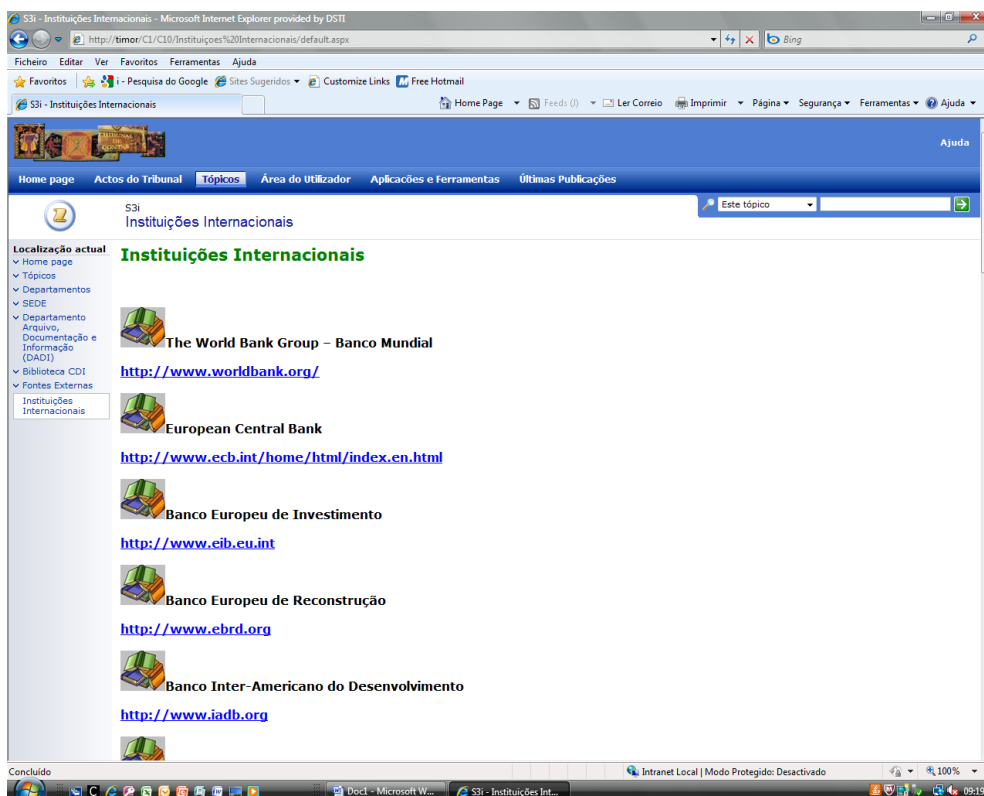 S3i - Instituições Internacionais - Microsoft Internet Explorer provided by DSTI
http://timor/C1/C10/Instituiçoes%20Internacionais/default.aspx
Bing
Ficheiro Editar Ver Favoritos Ferramentas Ajuda
Favoritos i - Pesquisa do Google Sites Sugeridos Customize Links Free Hotmail
S3i - Instituições Internacionais
Home Page Feeds (J) Ler Correio Imprimir Página Segurança Ferramentas Ajuda
TRIBUNAL
DE
CONTAS
Ajuda
Home page Actos do Tribunal Tópicos Área do Utilizador Aplicacões e Ferramentas Últimas Publicações
S3i
Instituições Internacionais
Este tópico
Localização actual
Home page
Tópicos
Departamentos
SEDE
Departamento
Arquivo,
Documentação e
Informação
(DADI)
Biblioteca CDI
Fontes Externas
Instituições
Internacionais
Instituições Internacionais
The World Bank Group – Banco Mundial
http://www.worldbank.org/
European Central Bank
http://www.ecb.int/home/html/index.en.html
Banco Europeu de Investimento
http://www.eib.eu.int
Banco Europeu de Reconstrução
http://www.ebrd.org
Banco Inter-Americano do Desenvolvimento
http://www.iadb.org
Concluído
Intranet Local | Modo Protegido: Desactivado
100%
Doc1 - Microsoft W...
S3i - Instituições Int...
09:19